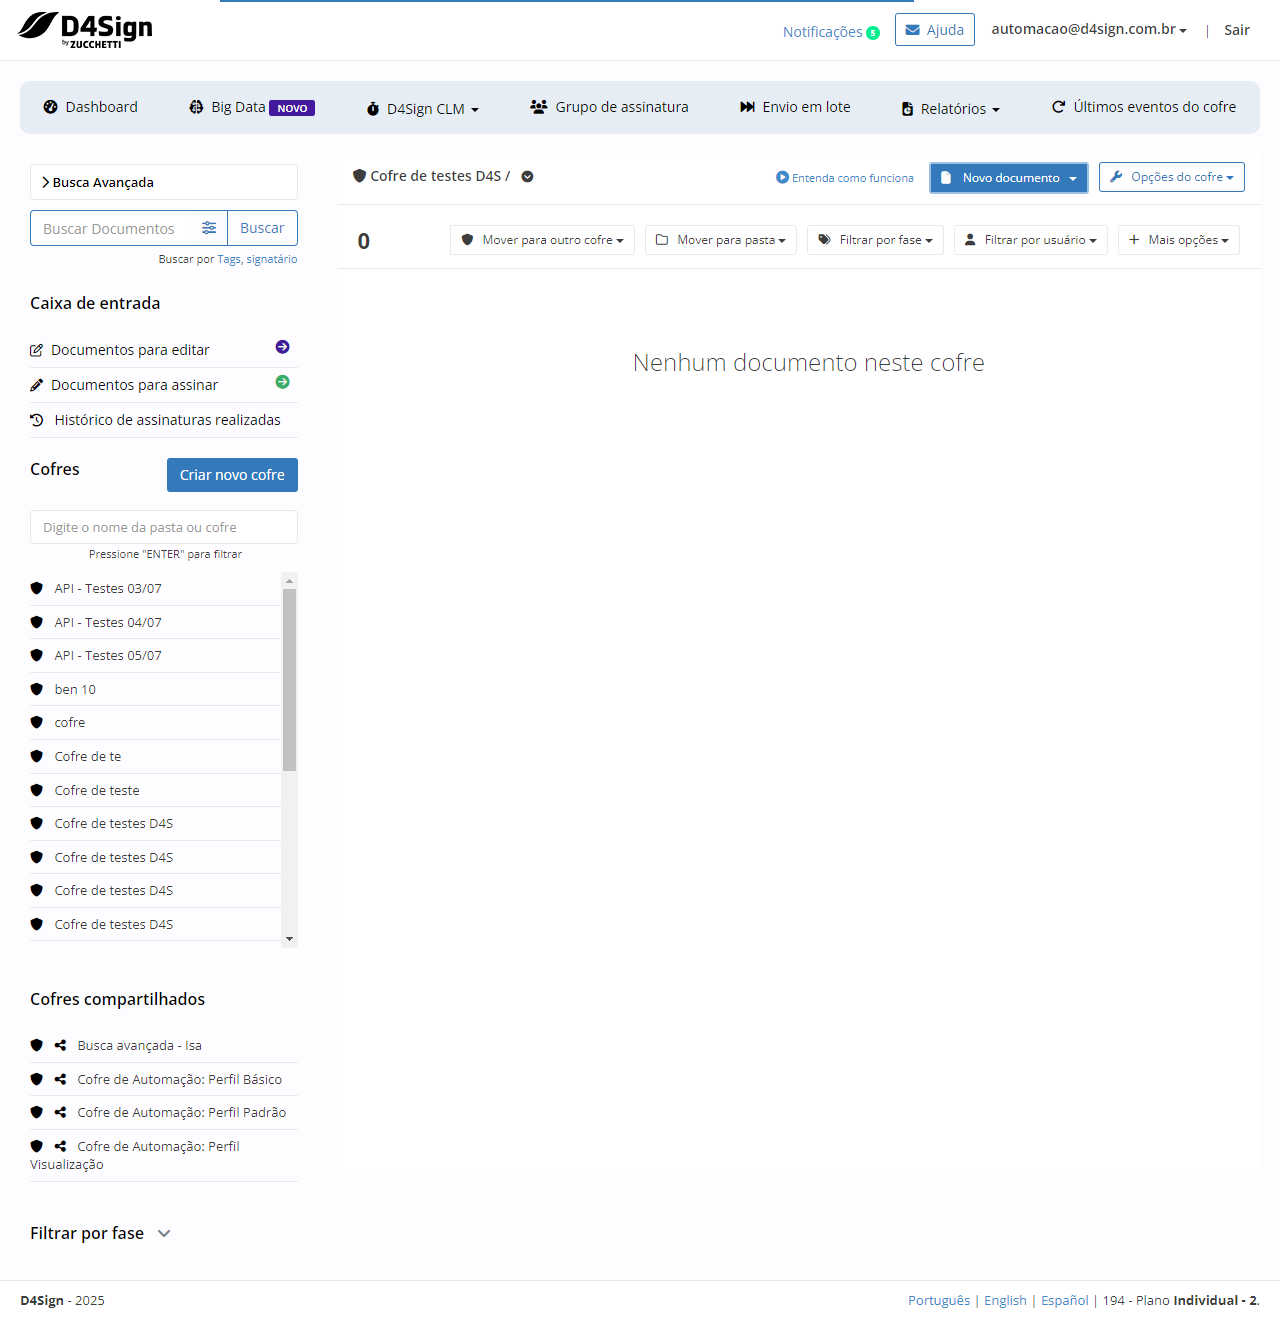 D4Sign
by ZUCCHETTI
Notificações 5
Ajuda
automacao@d4sign.com.br
|
Sair
Dashboard
Big Data NOVO
D4Sign CLM
Grupo de assinatura
Envio em lote
Relatórios
Últimos eventos do cofre
Busca Avançada
Buscar Documentos
Buscar
Buscar por Tags, signatário
Caixa de entrada
Documentos para editar
Documentos para assinar
Histórico de assinaturas realizadas
Cofres
Criar novo cofre
Digite o nome da pasta ou cofre
Pressione "ENTER" para filtrar
API - Testes 03/07
API - Testes 04/07
API - Testes 05/07
ben 10
cofre
Cofre de te
Cofre de teste
Cofre de testes D4S
Cofre de testes D4S
Cofre de testes D4S
Cofre de testes D4S
Cofres compartilhados
Busca avançada - Isa
Cofre de Automação: Perfil Básico
Cofre de Automação: Perfil Padrão
Cofre de Automação: Perfil
Visualização
Filtrar por fase
Cofre de testes D4S /
Entenda como funciona
Novo documento
Opções do cofre
0
Mover para outro cofre
Mover para pasta
Filtrar por fase
Filtrar por usuário
Mais opções
Nenhum documento neste cofre
D4Sign - 2025
Português | English | Español | 194 - Plano Individual - 2.